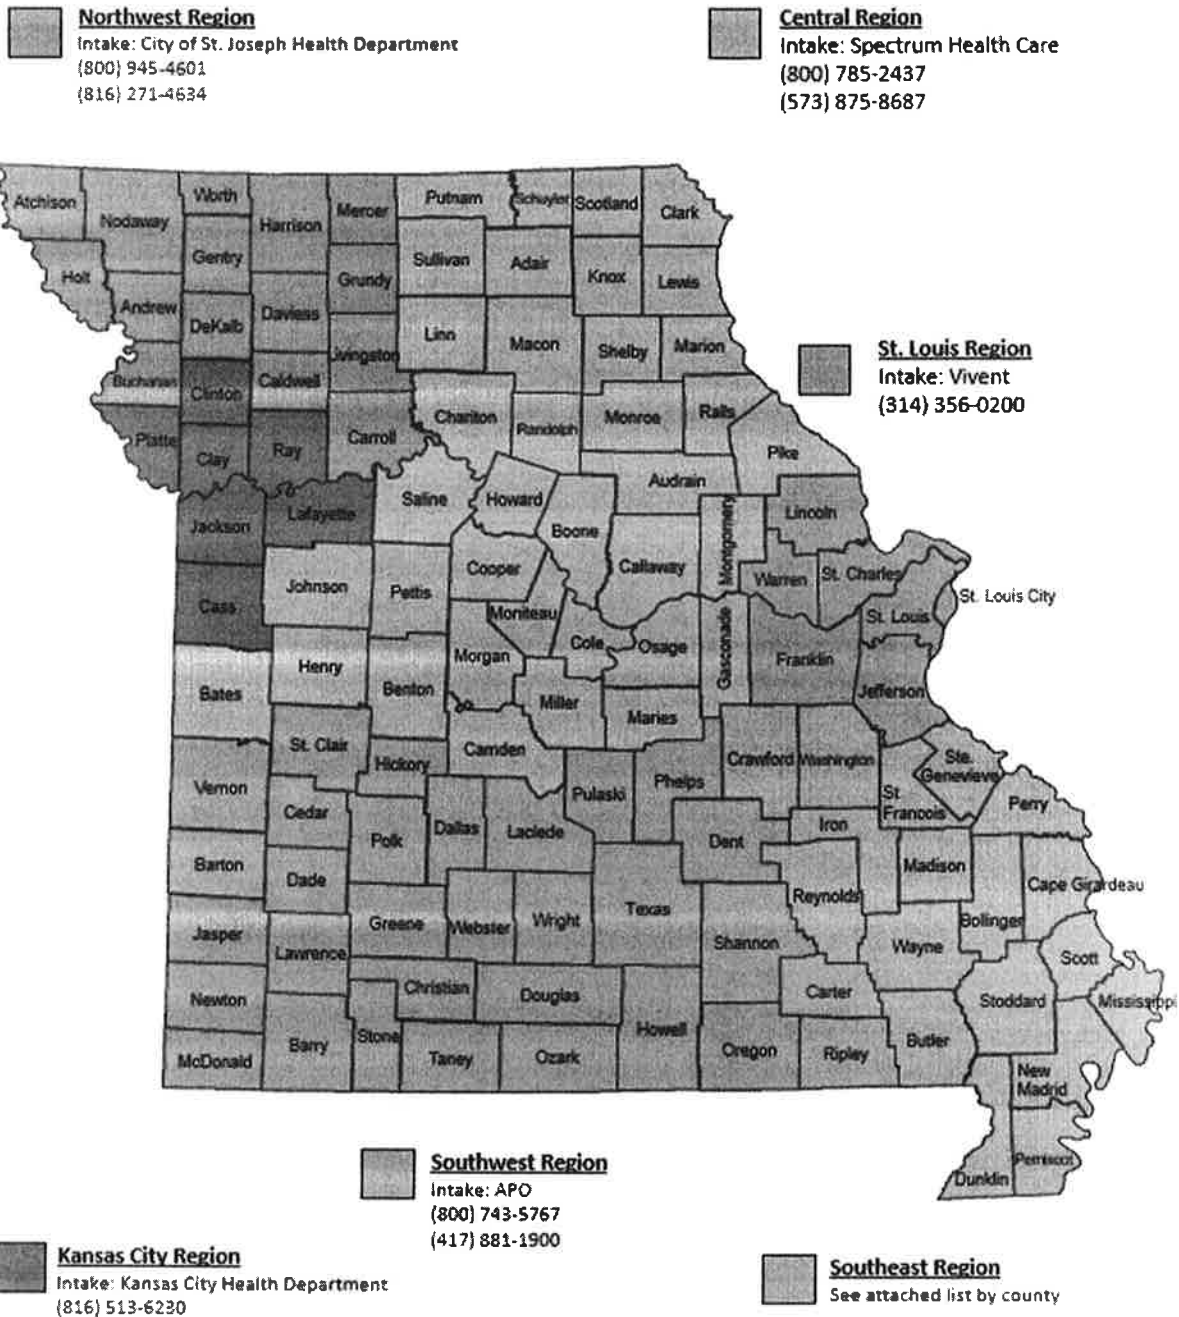 Northwest Region
Intake: City of St. Joseph Health Department
(800) 945-4601
(816) 271-4634
Central Region
Intake: Spectrum Health Care
(800) 785-2437
(573) 875-8687
Atchison
Nodaway
Worth
Harrison
Mercer
Putnam
Schuyler
Scotland
Clark
Gentry
Sullivan
Adair
Knox
Lewis
Holt
Grundy
Andrew
DeKalb
Daviess
Livingston
Linn
Macon
Shelby
Marion
St. Louis Region
Intake: Vivent
(314) 356-0200
Buchanan
Clinton
Caldwell
Chariton
Randolph
Monroe
Ralls
Platte
Clay
Ray
Carroll
Pike
Audrain
Saline
Howard
Boone
Lincoln
Jackson
Lafayette
Montgomery
Callaway
Cooper
Warren
St. Charles
St. Louis City
Johnson
Pettis
Cass
Moniteau
St. Louis
Cole
Osage
Gasconade
Franklin
Morgan
Henry
Bates
Benton
Miller
Jefferson
Maries
St. Clair
Camden
Hickory
Crawford
Washington
Ste.
Genevieve
Vernon
Pulaski
Phelps
St
Francois
Perry
Cedar
Polk
Dallas
Laclede
Dent
Iron
Barton
Dade
Madison
Cape Girardeau
Reynolds
Texas
Greene
Webster
Wright
Bollinger
Jasper
Lawrence
Shannon
Wayne
Scott
Newton
Christian
Douglas
Carter
Stoddard
Mississippi
Howell
Stone
Barry
McDonald
Taney
Ozark
Oregon
Ripley
Butler
New
Madrid
Pemiscot
Dunklin
Southwest Region
Intake: APO
(800) 743-5767
(417) 881-1900
Kansas City Region
Intake: Kansas City Health Department
(816) 513-6230
Southeast Region
See attached list by county